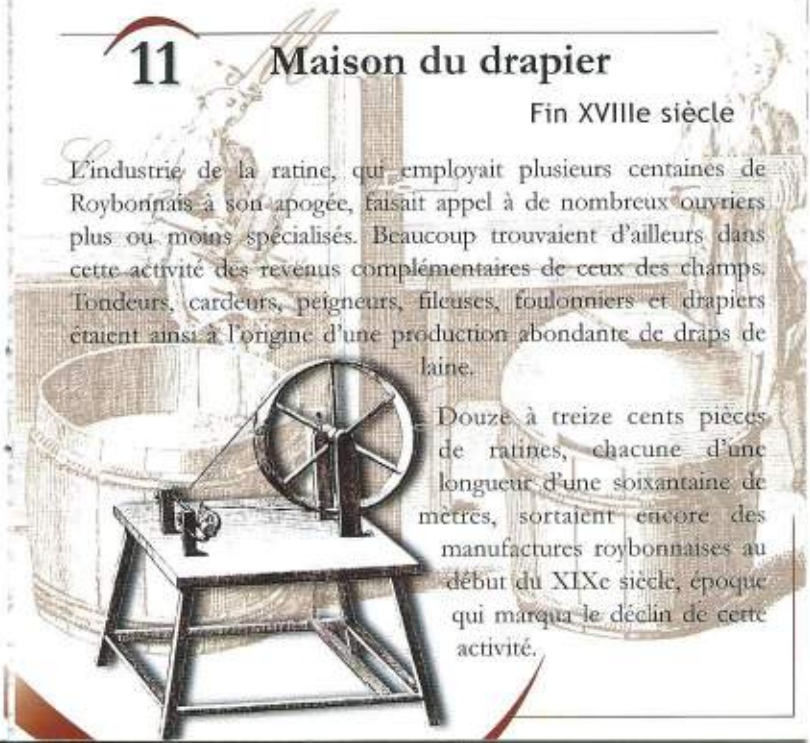 11 Maison du drapier
Fin XVIIIe siècle
L'industrie de la ratine, qui employait plusieurs centaines de
Roybonnais à son apogée, faisait appel à de nombreux ouvriers
plus ou moins spécialisés. Beaucoup trouvaient d'ailleurs dans
cette activité des revenus complémentaires de ceux des champs.
Tondeurs, cardeurs, peigneurs, fileuses, foulonniers et drapiers
étaient ainsi à l'origine d'une production abondante de draps de
laine.
Douze à treize cents pièces
de ratines, chacune d'une
longueur d'une soixantaine de
mètres, sortaient encore des
manufactures roybonnaises au
début du XIXe siècle, époque
qui marqua le déclin de cette
activité.